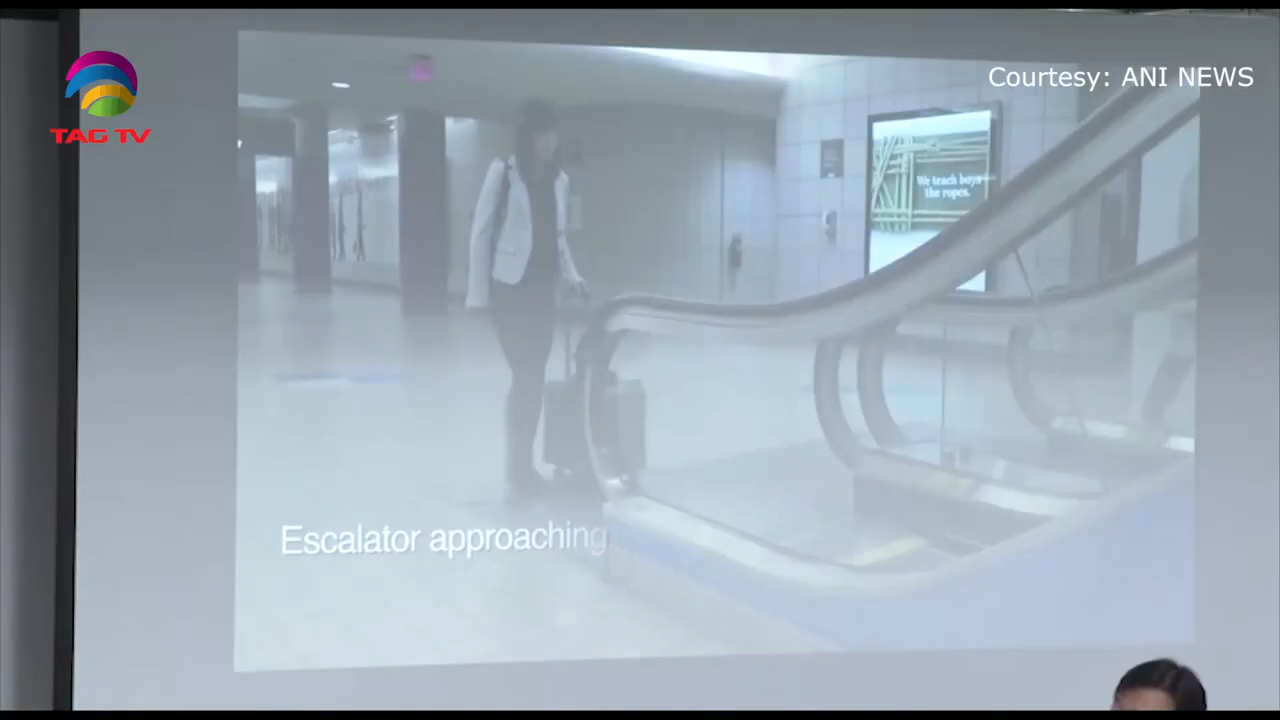 TAG TV
Courtesy: ANI NEWS
We teach boys
the ropes.
Escalator approaching